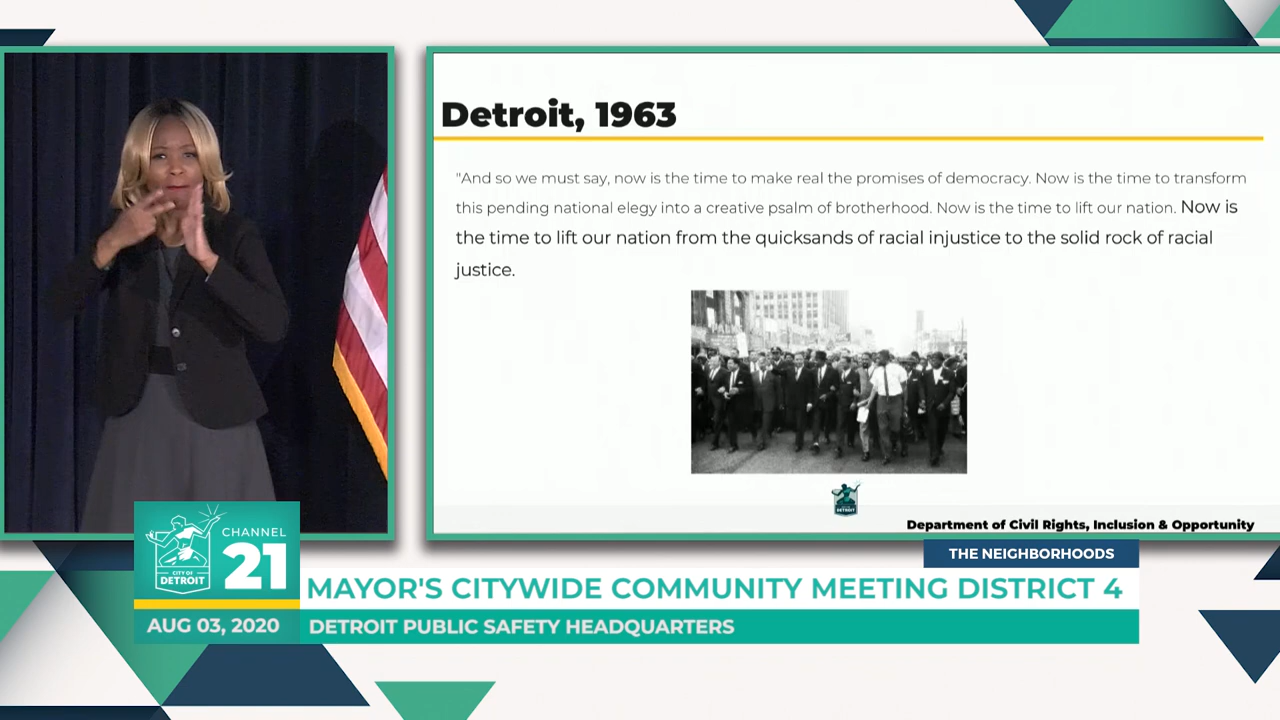 Detroit, 1963
"And so we must say, now is the time to make real the promises of democracy. Now is the time to transform
this pending national elegy into a creative psalm of brotherhood. Now is the time to lift our nation. Now is
the time to lift our nation from the quicksands of racial injustice to the solid rock of racial
justice.
Department of Civil Rights, Inclusion & Opportunity
THE NEIGHBORHOODS
CHANNEL
21
CITY OF
DETROIT
MAYOR'S CITYWIDE COMMUNITY MEETING DISTRICT 4
AUG 03, 2020
DETROIT PUBLIC SAFETY HEADQUARTERS